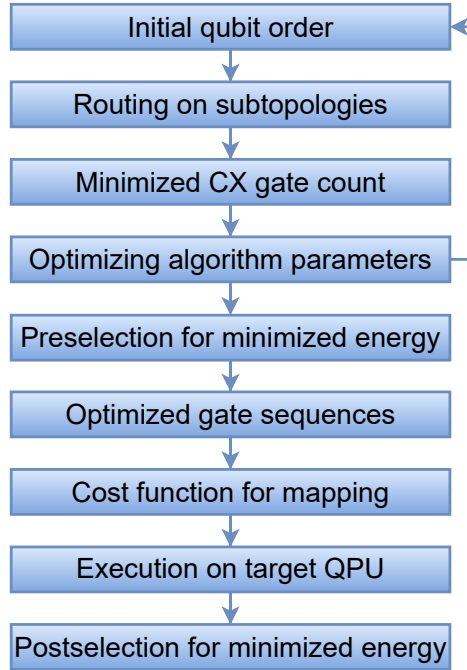 Initial qubit order
Routing on subtopologies
Minimized CX gate count
Optimizing algorithm parameters
Preselection for minimized energy
Optimized gate sequences
Cost function for mapping
Execution on target QPU
Postselection for minimized energy